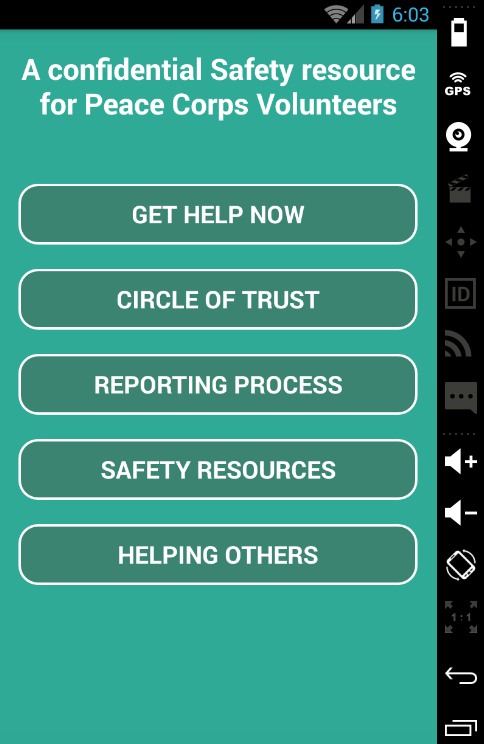 6:03
A confidential Safety resource
for Peace Corps Volunteers
GET HELP NOW
CIRCLE OF TRUST
REPORTING PROCESS
SAFETY RESOURCES
HELPING OTHERS
GPS
ID
1:1